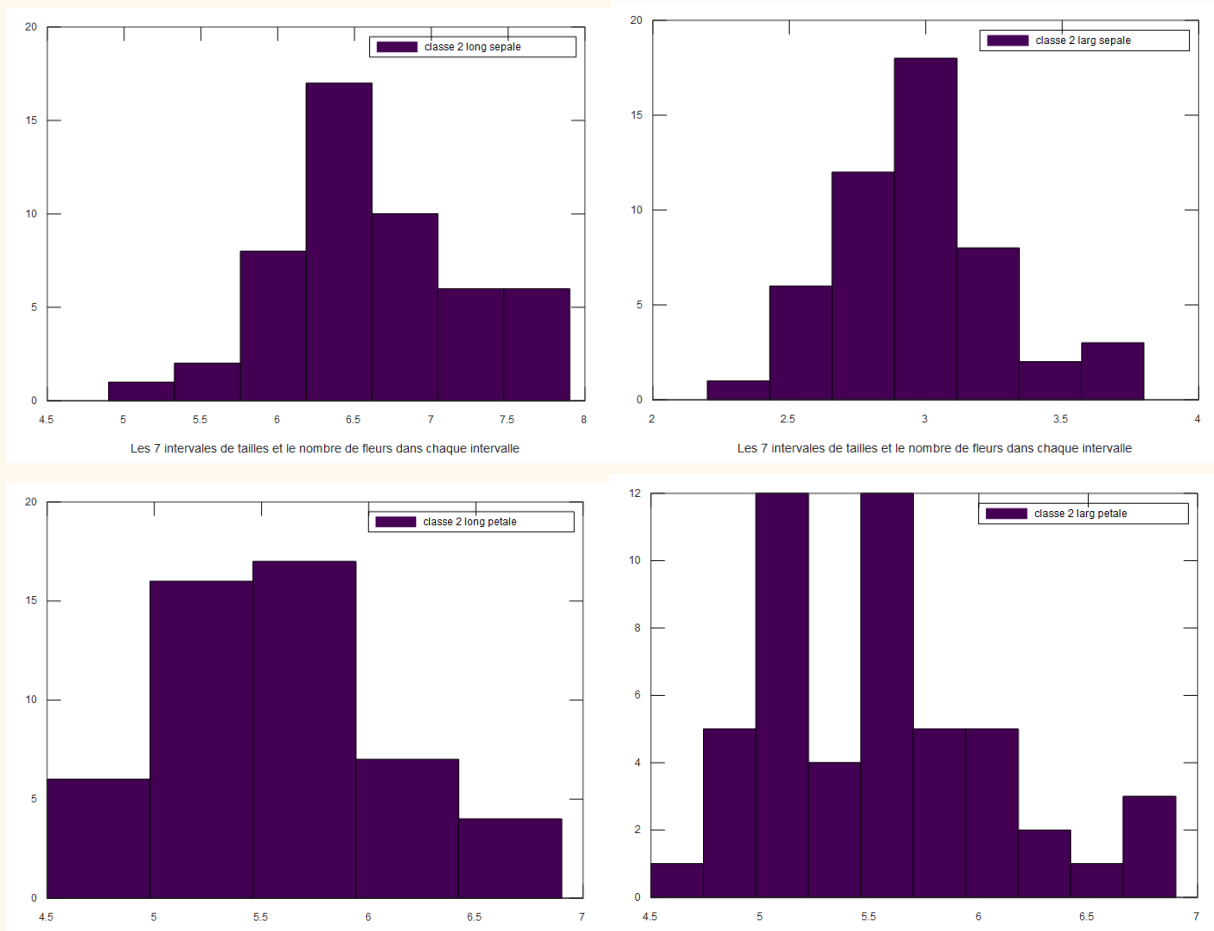 20
classe 2 long sepale
15
10
5
0
4.5 5 5.5 6 6.5 7 7.5 8
Les 7 intervales de tailles et le nombre de fleurs dans chaque intervalle
20
classe 2 larg sepale
15
10
5
0
2 2.5 3 3.5 4
Les 7 intervales de tailles et le nombre de fleurs dans chaque intervalle
20
classe 2 long petale
15
10
5
0
4.5 5 5.5 6 6.5 7
12
classe 2 larg petale
10
8
6
4
2
0
4.5 5 5.5 6 6.5 7